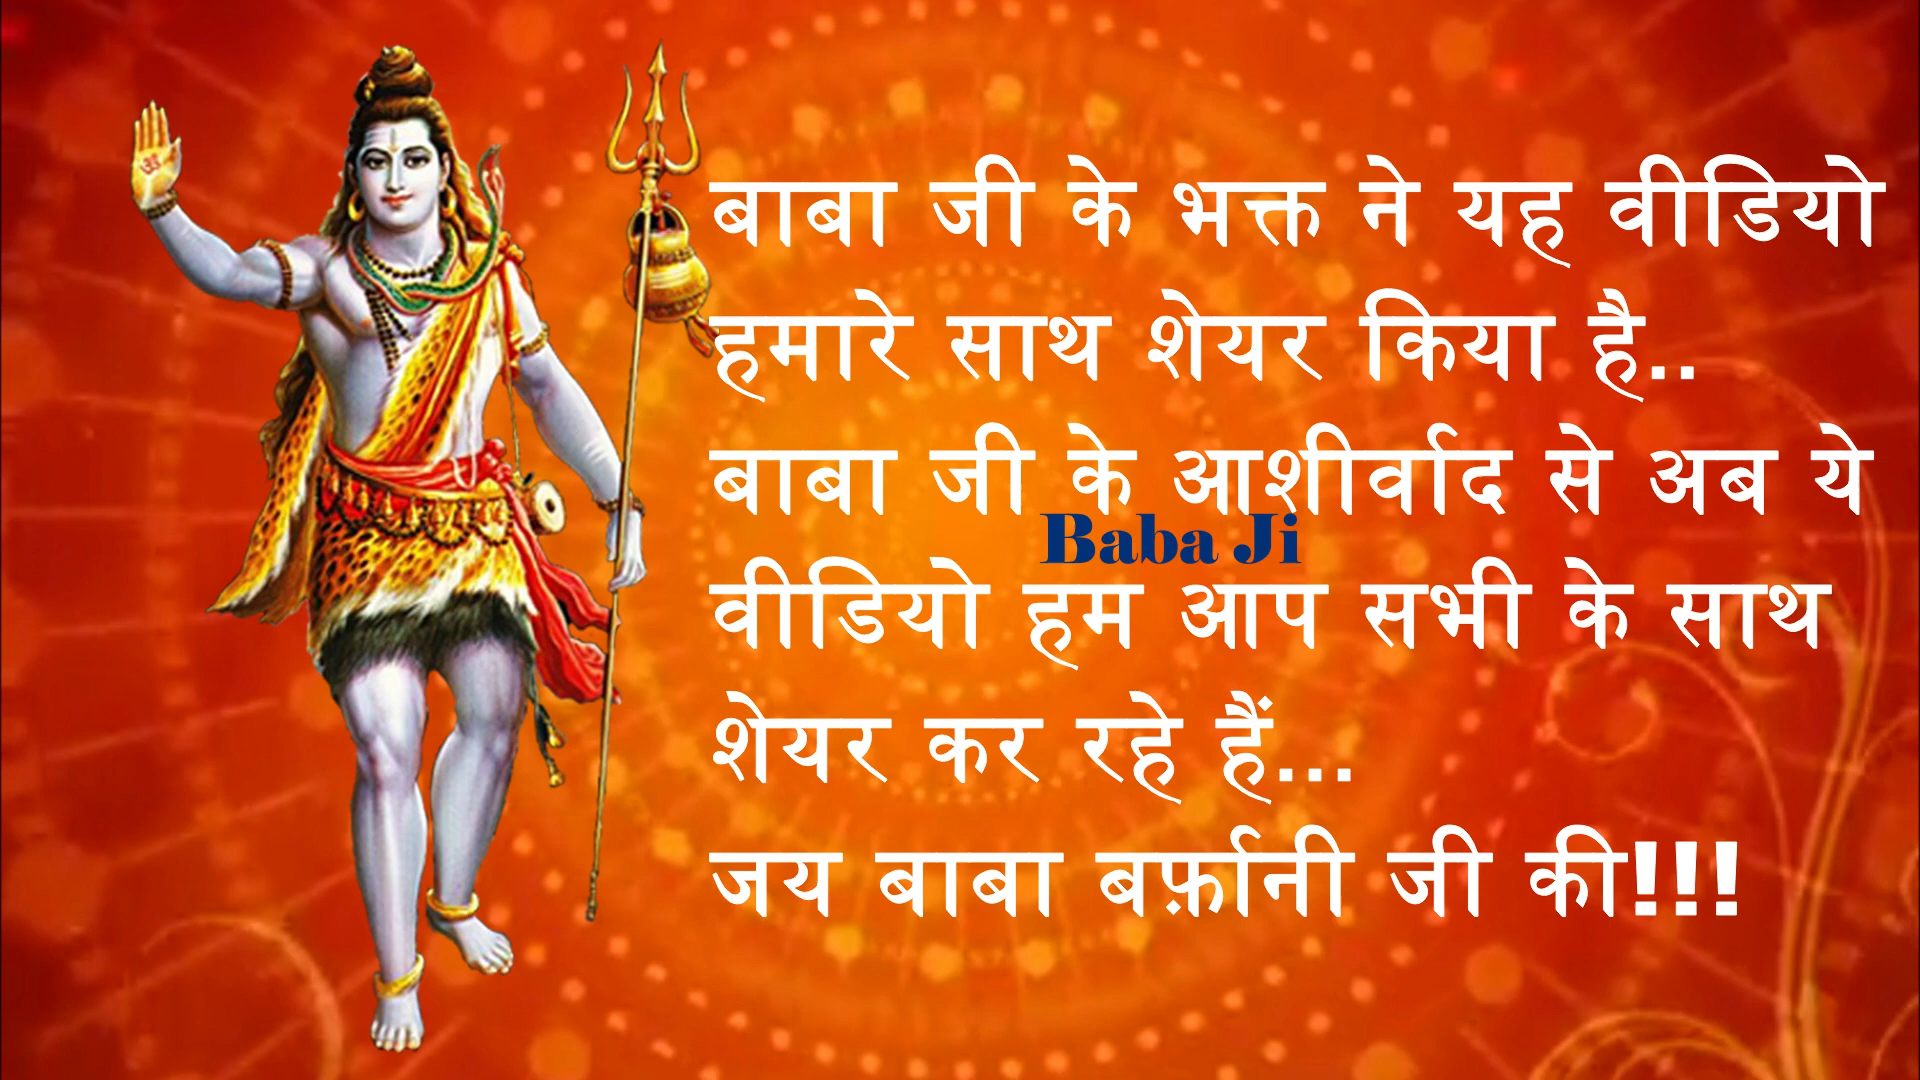 बाबा जी के भक्त ने यह वीडियो
हमारे साथ शेयर किया है..
बाबा जी के आशीर्वाद से अब ये
Baba Ji
वीडियो हम आप सभी के साथ
शेयर कर रहे हैं...
जय बाबा बर्फ़ानी जी की!!!